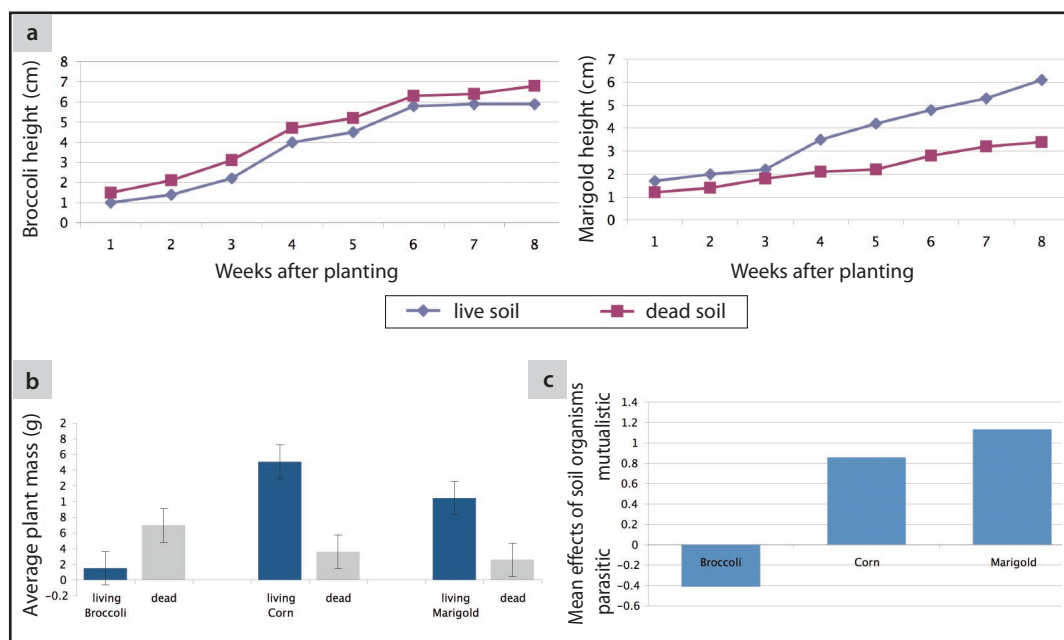 a
Broccoli height (cm)
8
7
6
5
4
3
2
1
0
1 2 3 4 5 6 7 8
Weeks after planting
Marigold height (cm)
7
6
5
4
3
2
1
0
1 2 3 4 5 6 7 8
Weeks after planting
live soil dead soil
b
Average plant mass (g)
2
8
6
4
2
1
8
6
4
2
0
−0.2
living dead living dead living dead
Broccoli Corn Marigold
c
Mean effects of soil organisms
parasitic mutualistic
1.4
1.2
1
0.8
0.6
0.4
0.2
0
−0.2
−0.4
−0.6
Broccoli Corn Marigold